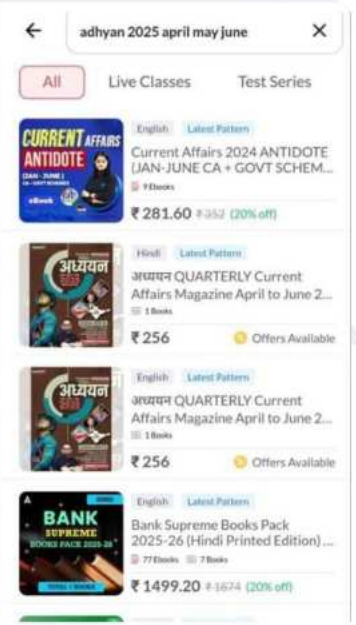 adhyan 2025 april may june
All Live Classes Test Series
CURRENT AFFAIRS
ANTIDOTE
(JAN - JUNE)
CA + GOVT SCHEMES
eBook
English Latest Pattern
Current Affairs 2024 ANTIDOTE
(JAN-JUNE CA + GOVT SCHEM...
9 Ebooks
₹ 281.60 ₹ 352 (20% off)
अध्ययन
Hindi Latest Pattern
अध्ययन QUARTERLY Current
Affairs Magazine April to June 2...
1 Books
₹ 256 Offers Available
अध्ययन
English Latest Pattern
अध्ययन QUARTERLY Current
Affairs Magazine April to June 2...
1 Books
₹ 256 Offers Available
BANK
SUPREME
BOOKS PACK 2025-26
English Latest Pattern
Bank Supreme Books Pack
2025-26 (Hindi Printed Edition) ...
77 Ebooks 7 Books
₹ 1499.20 ₹ 1874 (20% off)